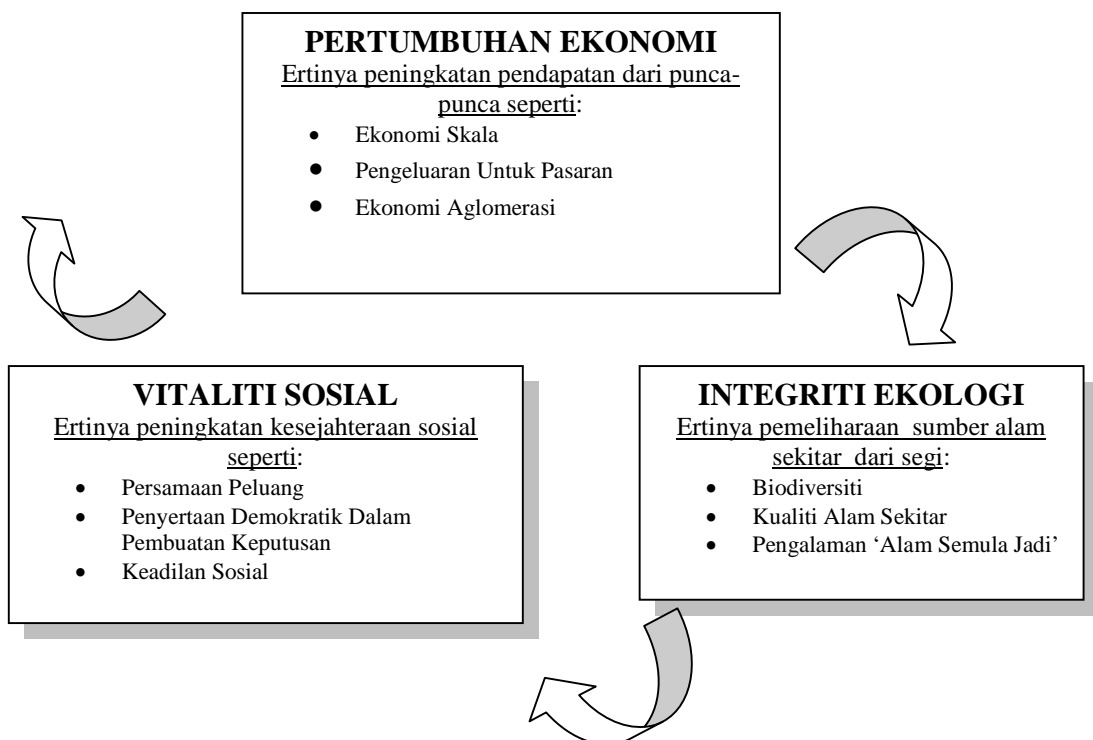 PERTUMBUHAN EKONOMI
Ertinya peningkatan pendapatan dari punca-
punca seperti:
• Ekonomi Skala
• Pengeluaran Untuk Pasaran
• Ekonomi Aglomerasi
VITALITI SOSIAL
Ertinya peningkatan kesejahteraan sosial
seperti:
• Persamaan Peluang
• Penyertaan Demokratik Dalam
Pembuatan Keputusan
• Keadilan Sosial
INTEGRITI EKOLOGI
Ertinya pemeliharaan sumber alam
sekitar dari segi:
• Biodiversiti
• Kualiti Alam Sekitar
• Pengalaman ‘Alam Semula Jadi’